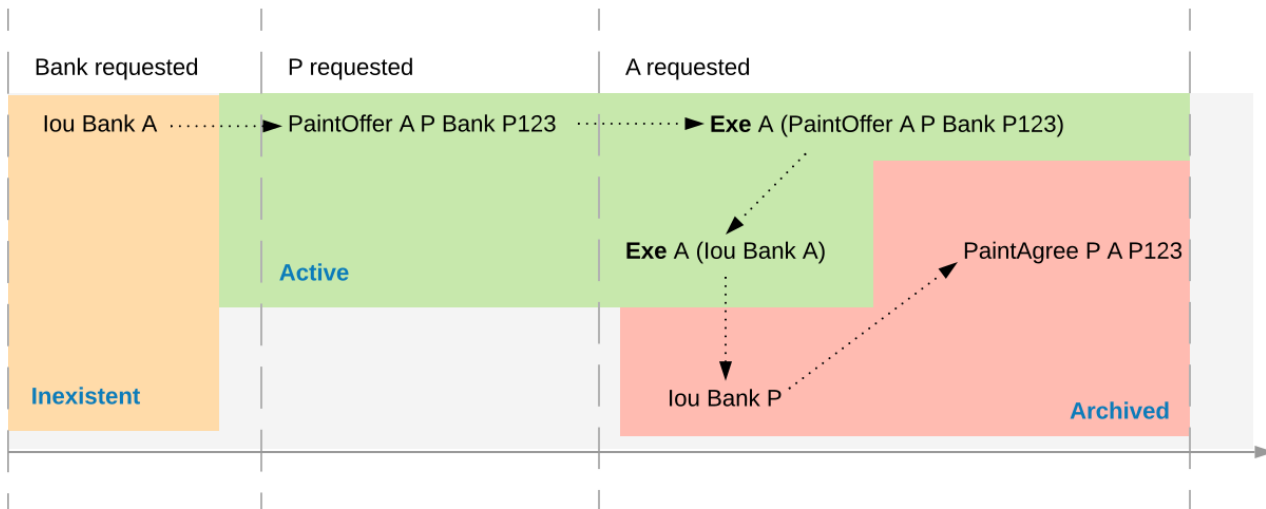 Bank requested
P requested
A requested
Iou Bank A
PaintOffer A P Bank P123
Exe A (PaintOffer A P Bank P123)
Exe A (Iou Bank A)
PaintAgree P A P123
Active
Iou Bank P
Inexistent
Archived